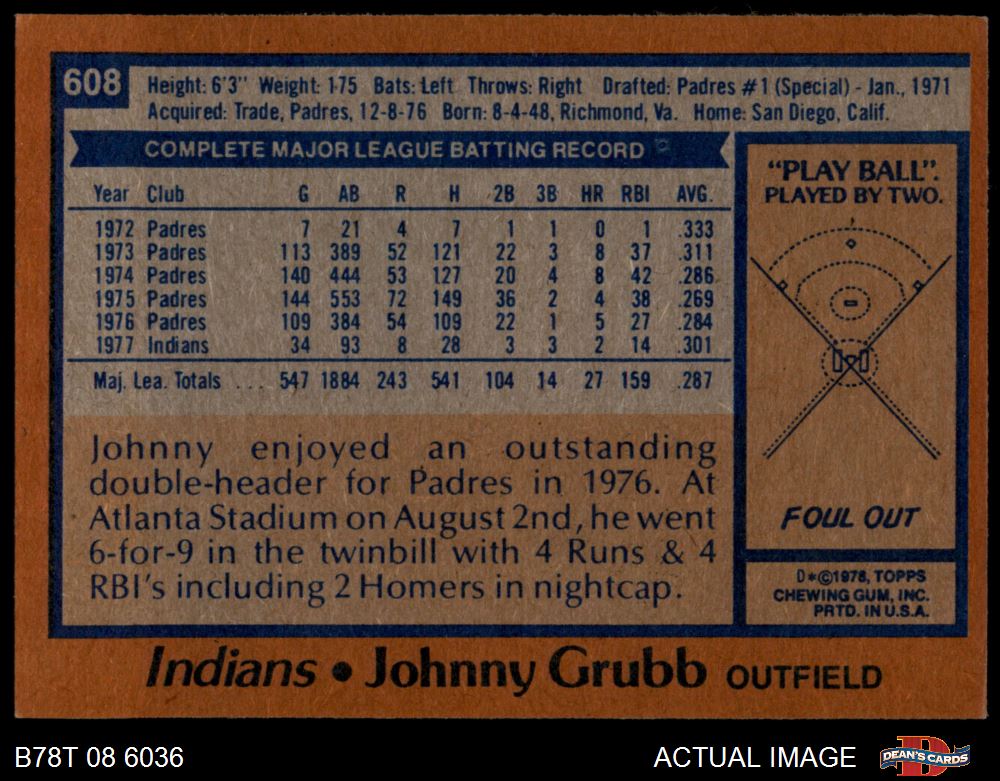 608
Height: 6'3" Weight: 175 Bats: Left Throws: Right Drafted: Padres #1 (Special) - Jan., 1971
Acquired: Trade, Padres, 12-8-76 Born: 8-4-48, Richmond, Va. Home: San Diego, Calif.
COMPLETE MAJOR LEAGUE BATTING RECORD
Year Club G AB R H 2B 3B HR RBI AVG.
1972 Padres 7 21 4 7 1 1 0 1 .333
1973 Padres 113 389 52 121 22 3 8 37 .311
1974 Padres 140 444 53 127 20 4 8 42 .286
1975 Padres 144 553 72 149 36 2 4 38 .269
1976 Padres 109 384 54 109 22 1 5 27 .284
1977 Indians 34 93 8 28 3 3 2 14 .301
Maj. Lea. Totals ... 547 1884 243 541 104 14 27 159 .287
Johnny enjoyed an outstanding
double-header for Padres in 1976. At
Atlanta Stadium on August 2nd, he went
6-for-9 in the twinbill with 4 Runs & 4
RBI's including 2 Homers in nightcap.
"PLAY BALL":
PLAYED BY TWO.
FOUL OUT
D*©1978, TOPPS
CHEWING GUM, INC.
PRTD. IN U.S.A.
Indians • Johnny Grubb OUTFIELD
B78T 08 6036
ACTUAL IMAGE
DEAN'S CARDS